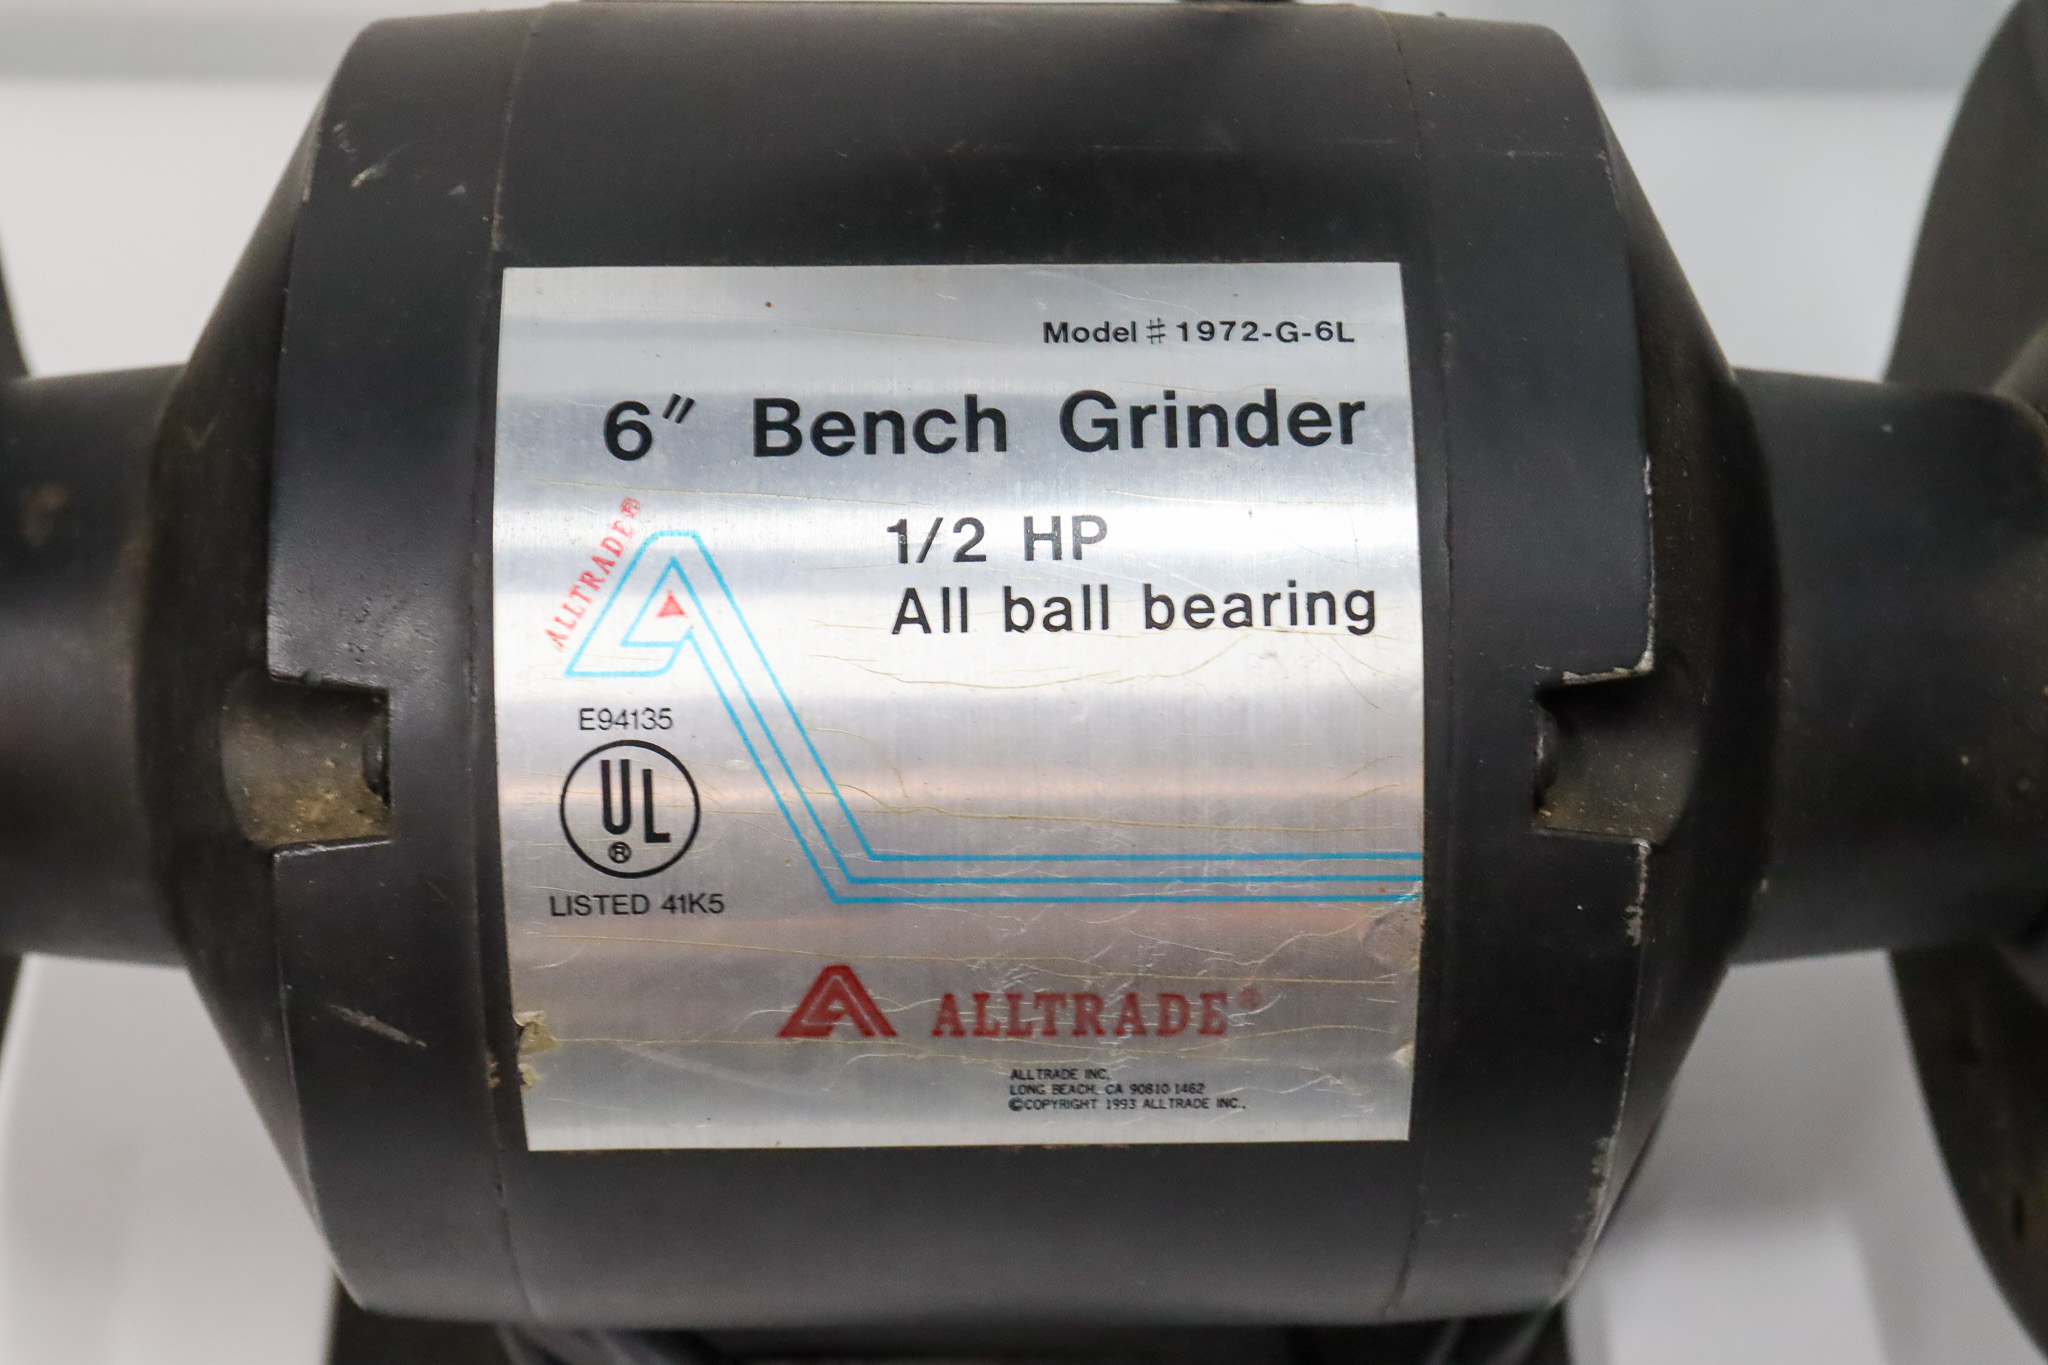 Model # 1972-G-6L
6" Bench Grinder
1/2 HP
All ball bearing
ALLTRADE®
E94135
UL
®
LISTED 41K5
ALLTRADE®
ALLTRADE INC.
LONG BEACH, CA 90810-1462
©COPYRIGHT 1993 ALLTRADE INC.,